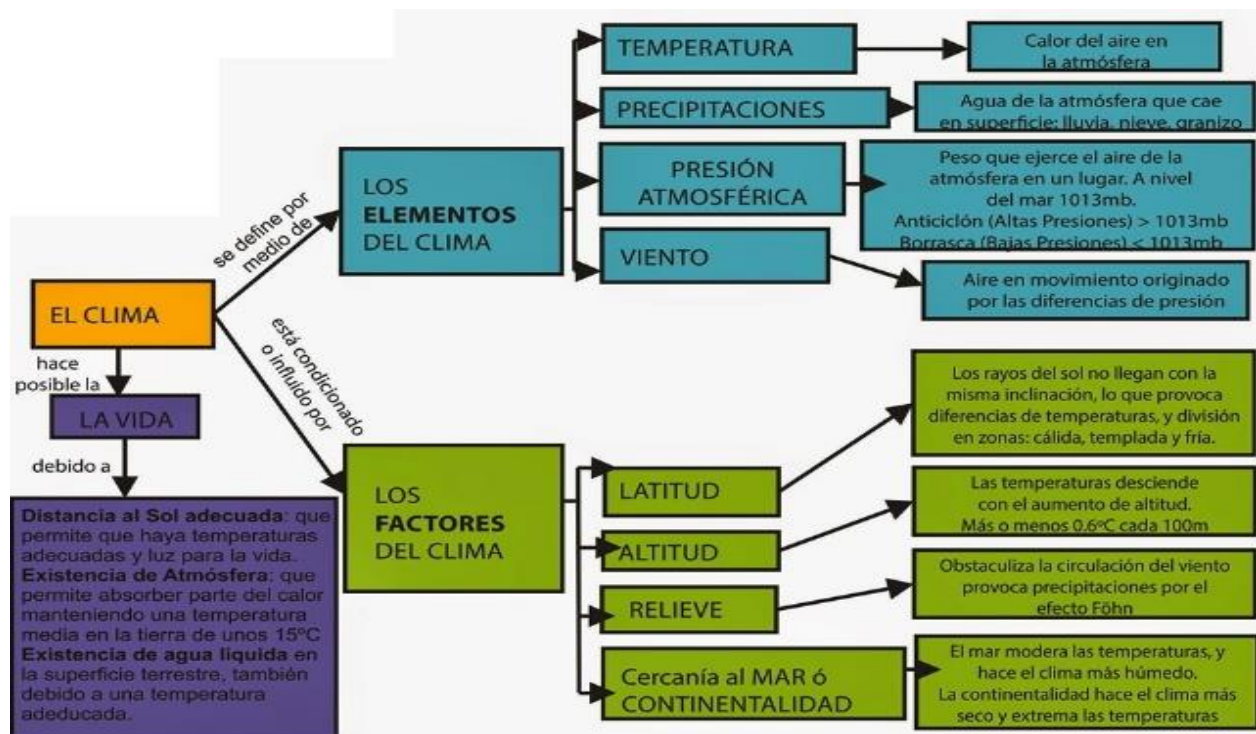 EL CLIMA
hace
posible la
LA VIDA
debido a
Distancia al Sol adecuada: que
permite que haya temperaturas
adecuadas y luz para la vida.
Existencia de Atmósfera: que
permite absorber parte del calor
manteniendo una temperatura
media en la tierra de unos 15ºC
Existencia de agua liquida en
la superficie terrestre, también
debido a una temperatura
adeducada.
se define por
medio de
LOS
ELEMENTOS
DEL CLIMA
TEMPERATURA
Calor del aire en
la atmósfera
PRECIPITACIONES
Agua de la atmósfera que cae
en superficie: lluvia, nieve, granizo
PRESIÓN
ATMOSFÉRICA
Peso que ejerce el aire de la
atmósfera en un lugar. A nivel
del mar 1013mb.
Anticiclón (Altas Presiones) > 1013mb
Borrasca (Bajas Presiones) < 1013mb
VIENTO
Aire en movimiento originado
por las diferencias de presión
está condicionado
o influido por
LOS
FACTORES
DEL CLIMA
LATITUD
Los rayos del sol no llegan con la
misma inclinación, lo que provoca
diferencias de temperaturas, y división
en zonas: cálida, templada y fría.
ALTITUD
Las temperaturas desciende
con el aumento de altitud.
Más o menos 0.6ºC cada 100m
RELIEVE
Obstaculiza la circulación del viento
provoca precipitaciones por el
efecto Föhn
Cercanía al MAR ó
CONTINENTALIDAD
El mar modera las temperaturas, y
hace el clima más húmedo.
La continentalidad hace el clima más
seco y extrema las temperaturas